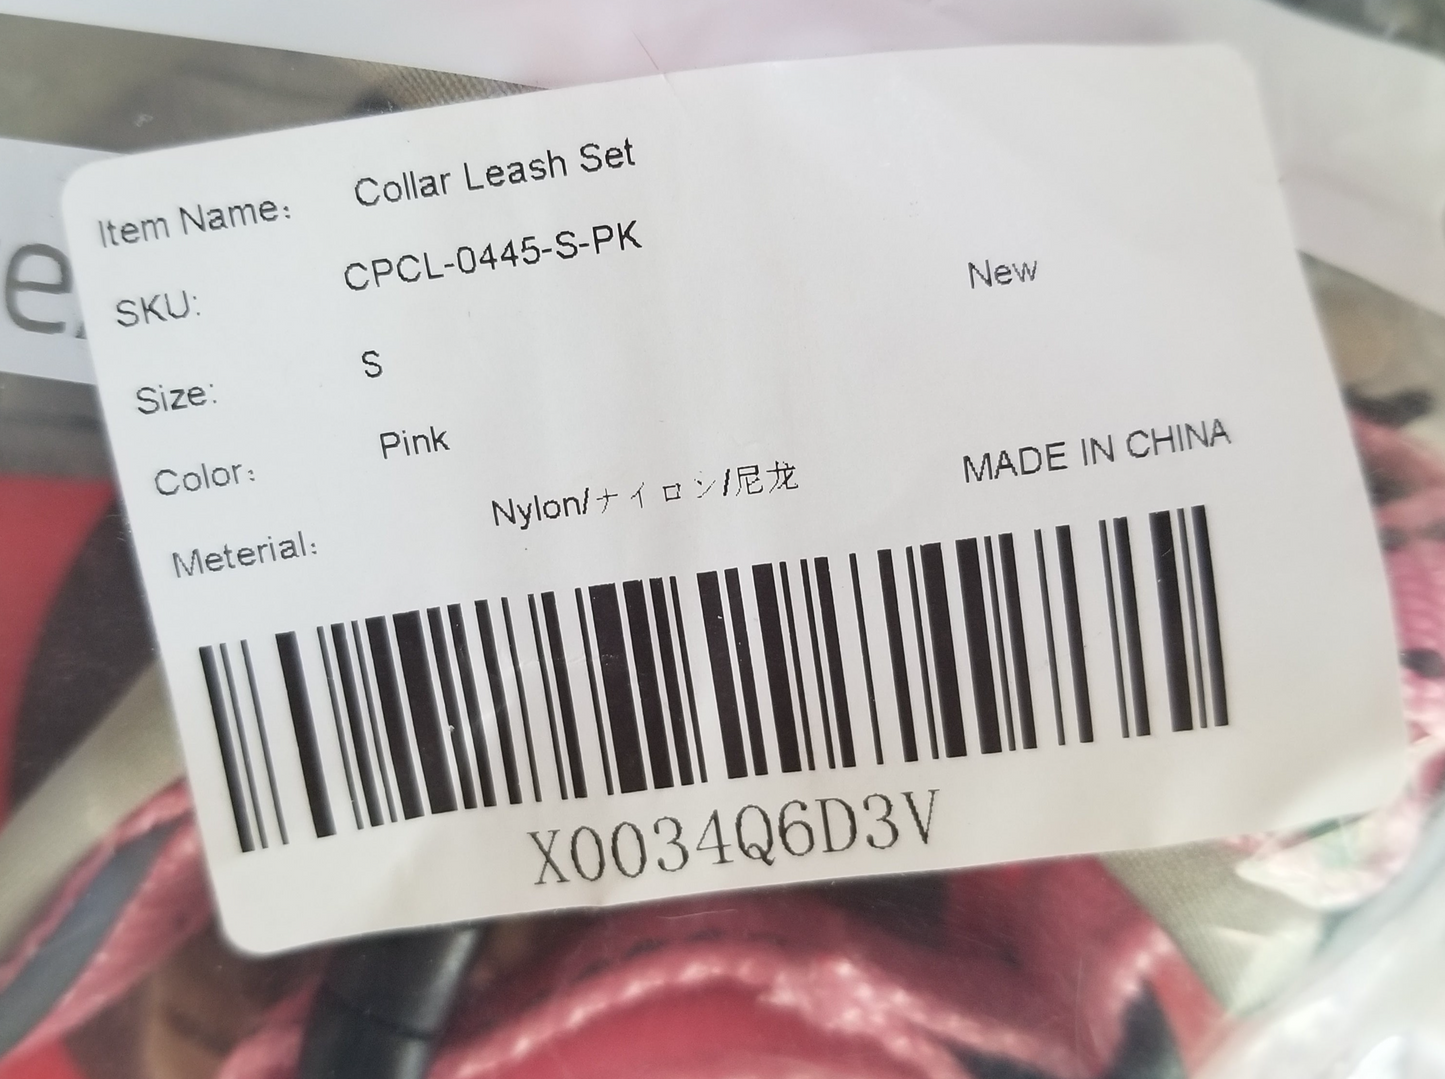 Item Name: Collar Leash Set
SKU: CPCL-0445-S-PK
New
Size: S
Color: Pink
MADE IN CHINA
Meterial: Nylon/ナイロン/尼龙
X0034Q6D3V